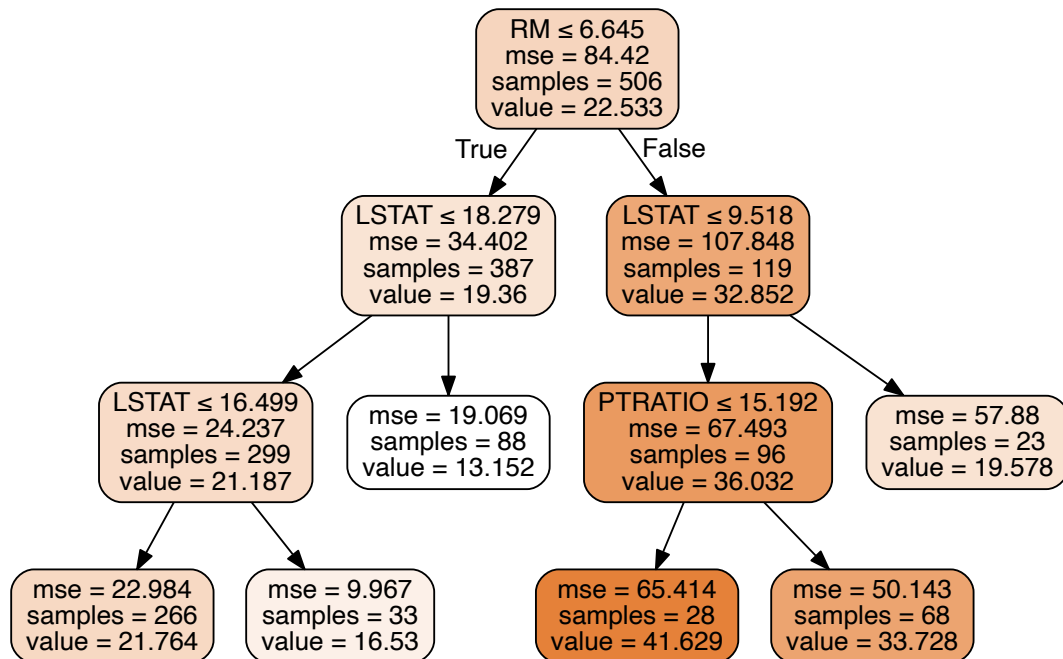 RM ≤ 6.645
mse = 84.42
samples = 506
value = 22.533
True
False
LSTAT ≤ 18.279
mse = 34.402
samples = 387
value = 19.36
LSTAT ≤ 9.518
mse = 107.848
samples = 119
value = 32.852
LSTAT ≤ 16.499
mse = 24.237
samples = 299
value = 21.187
mse = 19.069
samples = 88
value = 13.152
PTRATIO ≤ 15.192
mse = 67.493
samples = 96
value = 36.032
mse = 57.88
samples = 23
value = 19.578
mse = 22.984
samples = 266
value = 21.764
mse = 9.967
samples = 33
value = 16.53
mse = 65.414
samples = 28
value = 41.629
mse = 50.143
samples = 68
value = 33.728